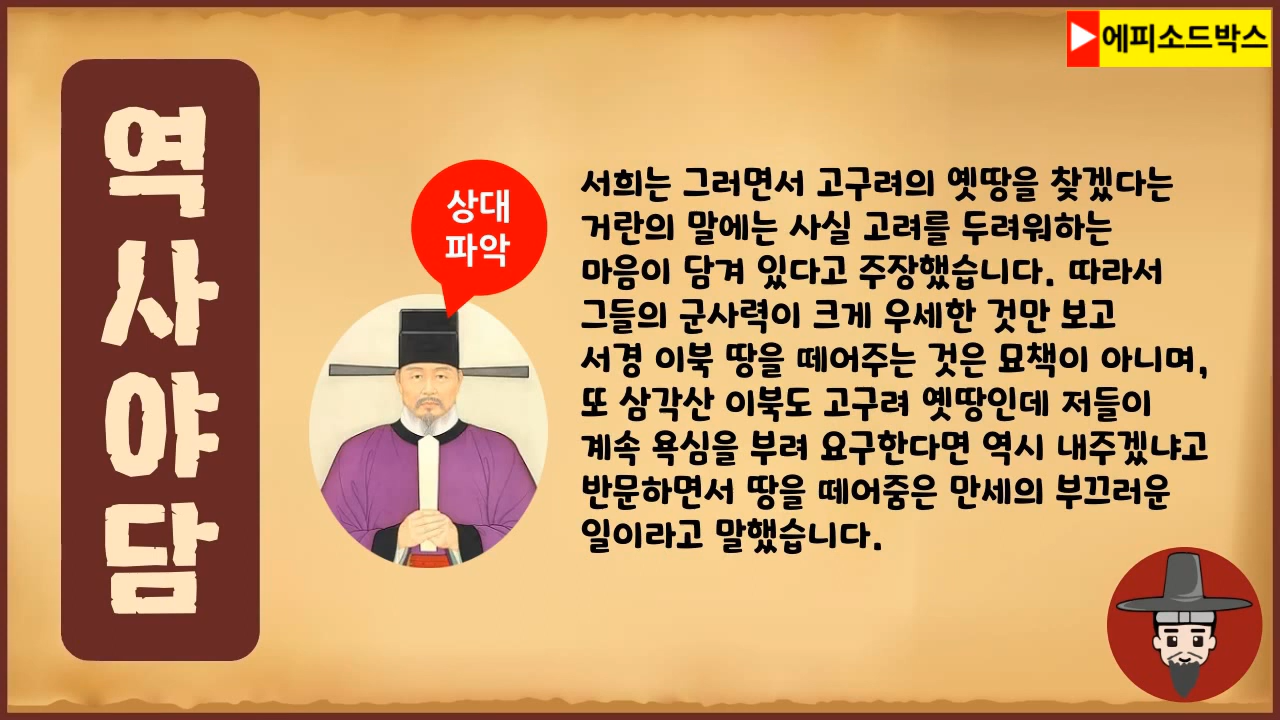 에피소드박스
역사야담
상대
파악
서희는 그러면서 고구려의 옛땅을 찾겠다는
거란의 말에는 사실 고려를 두려워하는
마음이 담겨 있다고 주장했습니다. 따라서
그들의 군사력이 크게 우세한 것만 보고
서경 이북 땅을 떼어주는 것은 묘책이 아니며,
또 삼각산 이북도 고구려 옛땅인데 저들이
계속 욕심을 부려 요구한다면 역시 내주겠냐고
반문하면서 땅을 떼어줌은 만세의 부끄러운
일이라고 말했습니다.